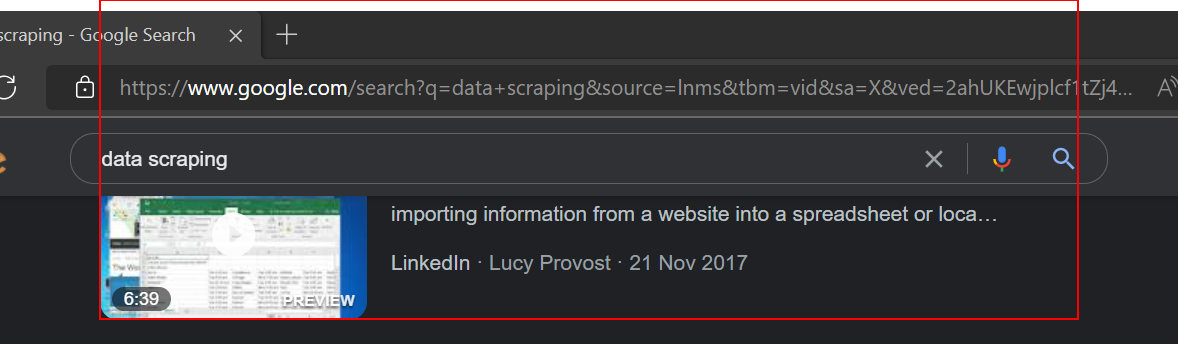 scraping - Google Search
https://www.google.com/search?q=data+scraping&source=lnms&tbm=vid&sa=X&ved=2ahUKEwjplcf1tZj4...
data scraping
importing information from a website into a spreadsheet or loca…
LinkedIn · Lucy Provost · 21 Nov 2017
6:39
PREVIEW